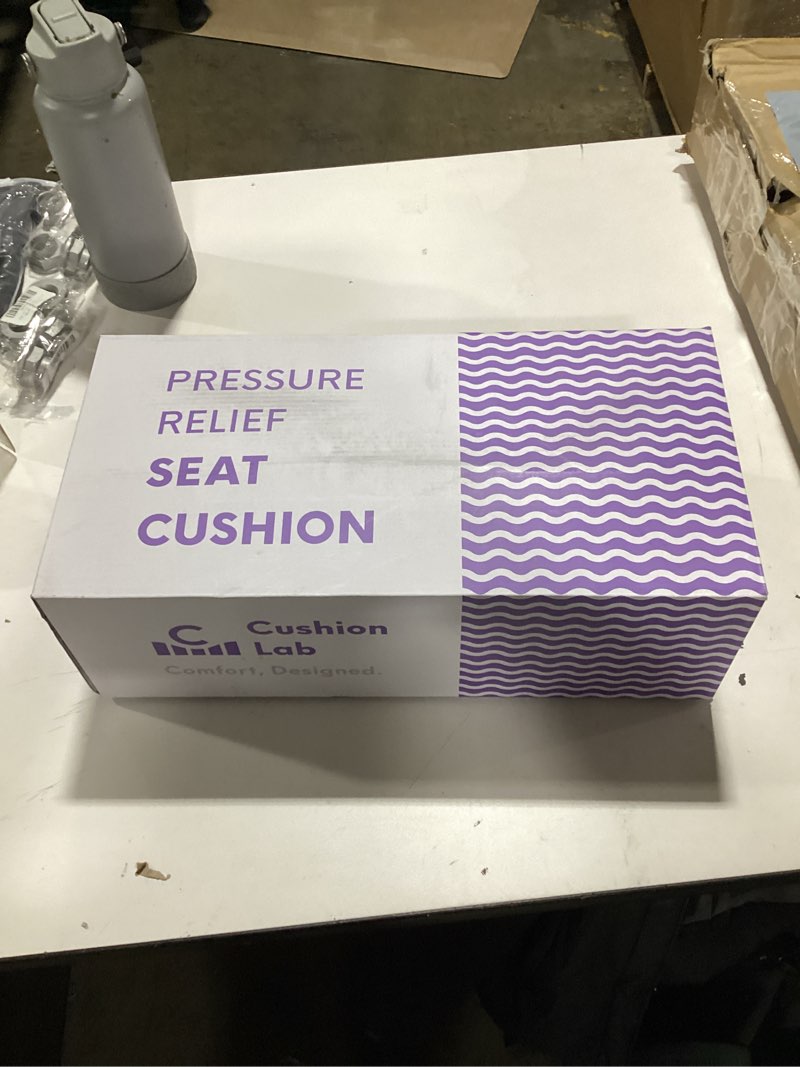 PRESSURE
RELIEF
SEAT
CUSHION
Cushion
Lab
Comfort, Designed.